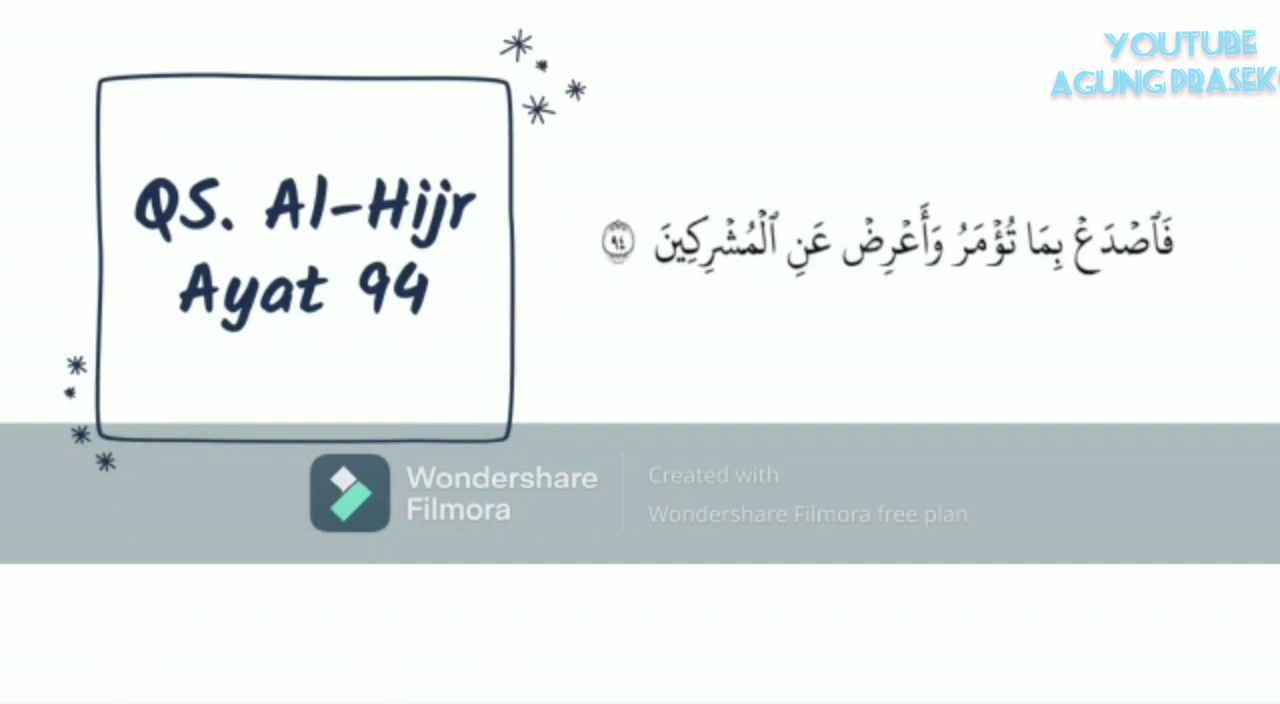 YOUTUBE
AGUNG PRASEKO
QS. Al-Hijr
Ayat 94
فَٱصۡدَعۡ بِمَا تُؤۡمَرُ وَأَعۡرِضۡ عَنِ ٱلۡمُشۡرِكِينَ ٩٤
Wondershare
Filmora
Created with
Wondershare Filmora free plan